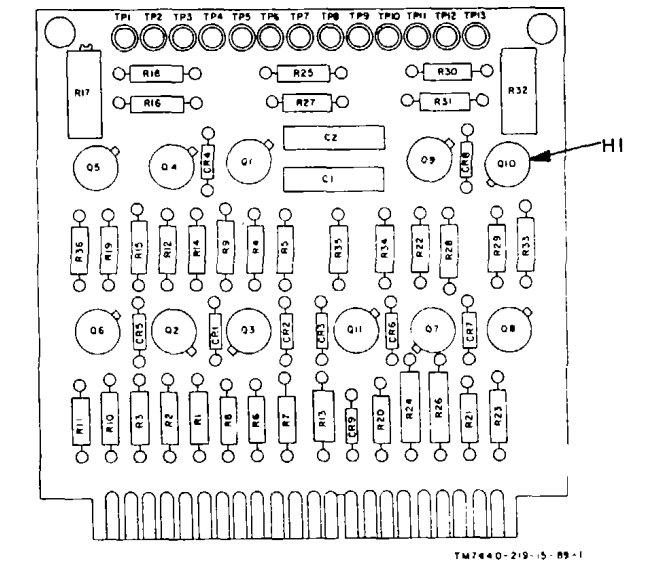 TP1 TP2 TP3 TP4 TP5 TP6 TP7 TP8 TP9 TP10 TP11 TP12 TP13
R17 R18 R25 R30 R32
R16 R27 R31
C2
H1
Q5 Q4 CR4 Q1 C1 Q9 CR8 Q10
R36 R19 R15 R12 R14 R9 R4 R5 R35 R34 R22 R28 R29 R33
Q6 CR5 Q2 CR1 Q3 CR2 CR3 Q11 CR6 Q7 CR7 Q8
R11 R10 R3 R2 R1 R8 R6 R7 R13 CR9 R20 R24 R26 R21 R23
TM7440-219-15-89-1